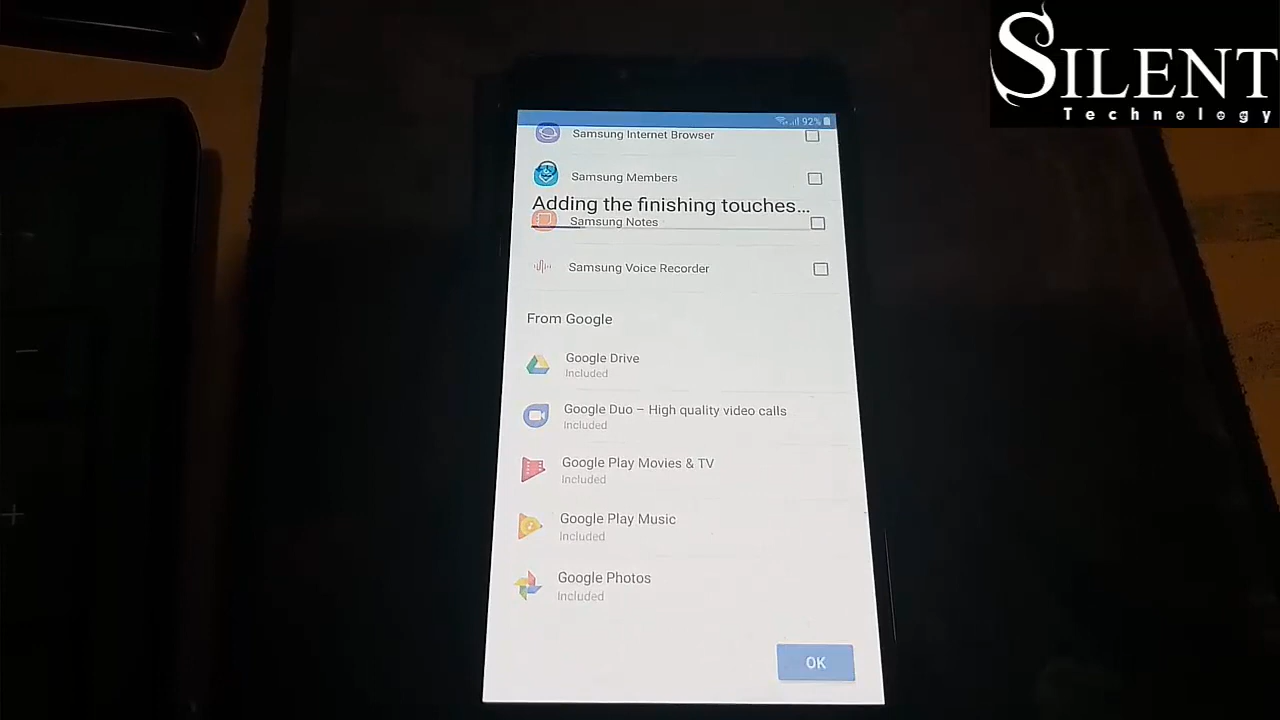 SILENT
Technology
92%
Samsung Internet Browser
Samsung Members
Adding the finishing touches...
Samsung Notes
Samsung Voice Recorder
From Google
Google Drive
Included
Google Duo – High quality video calls
Included
Google Play Movies & TV
Included
Google Play Music
Included
Google Photos
Included
OK